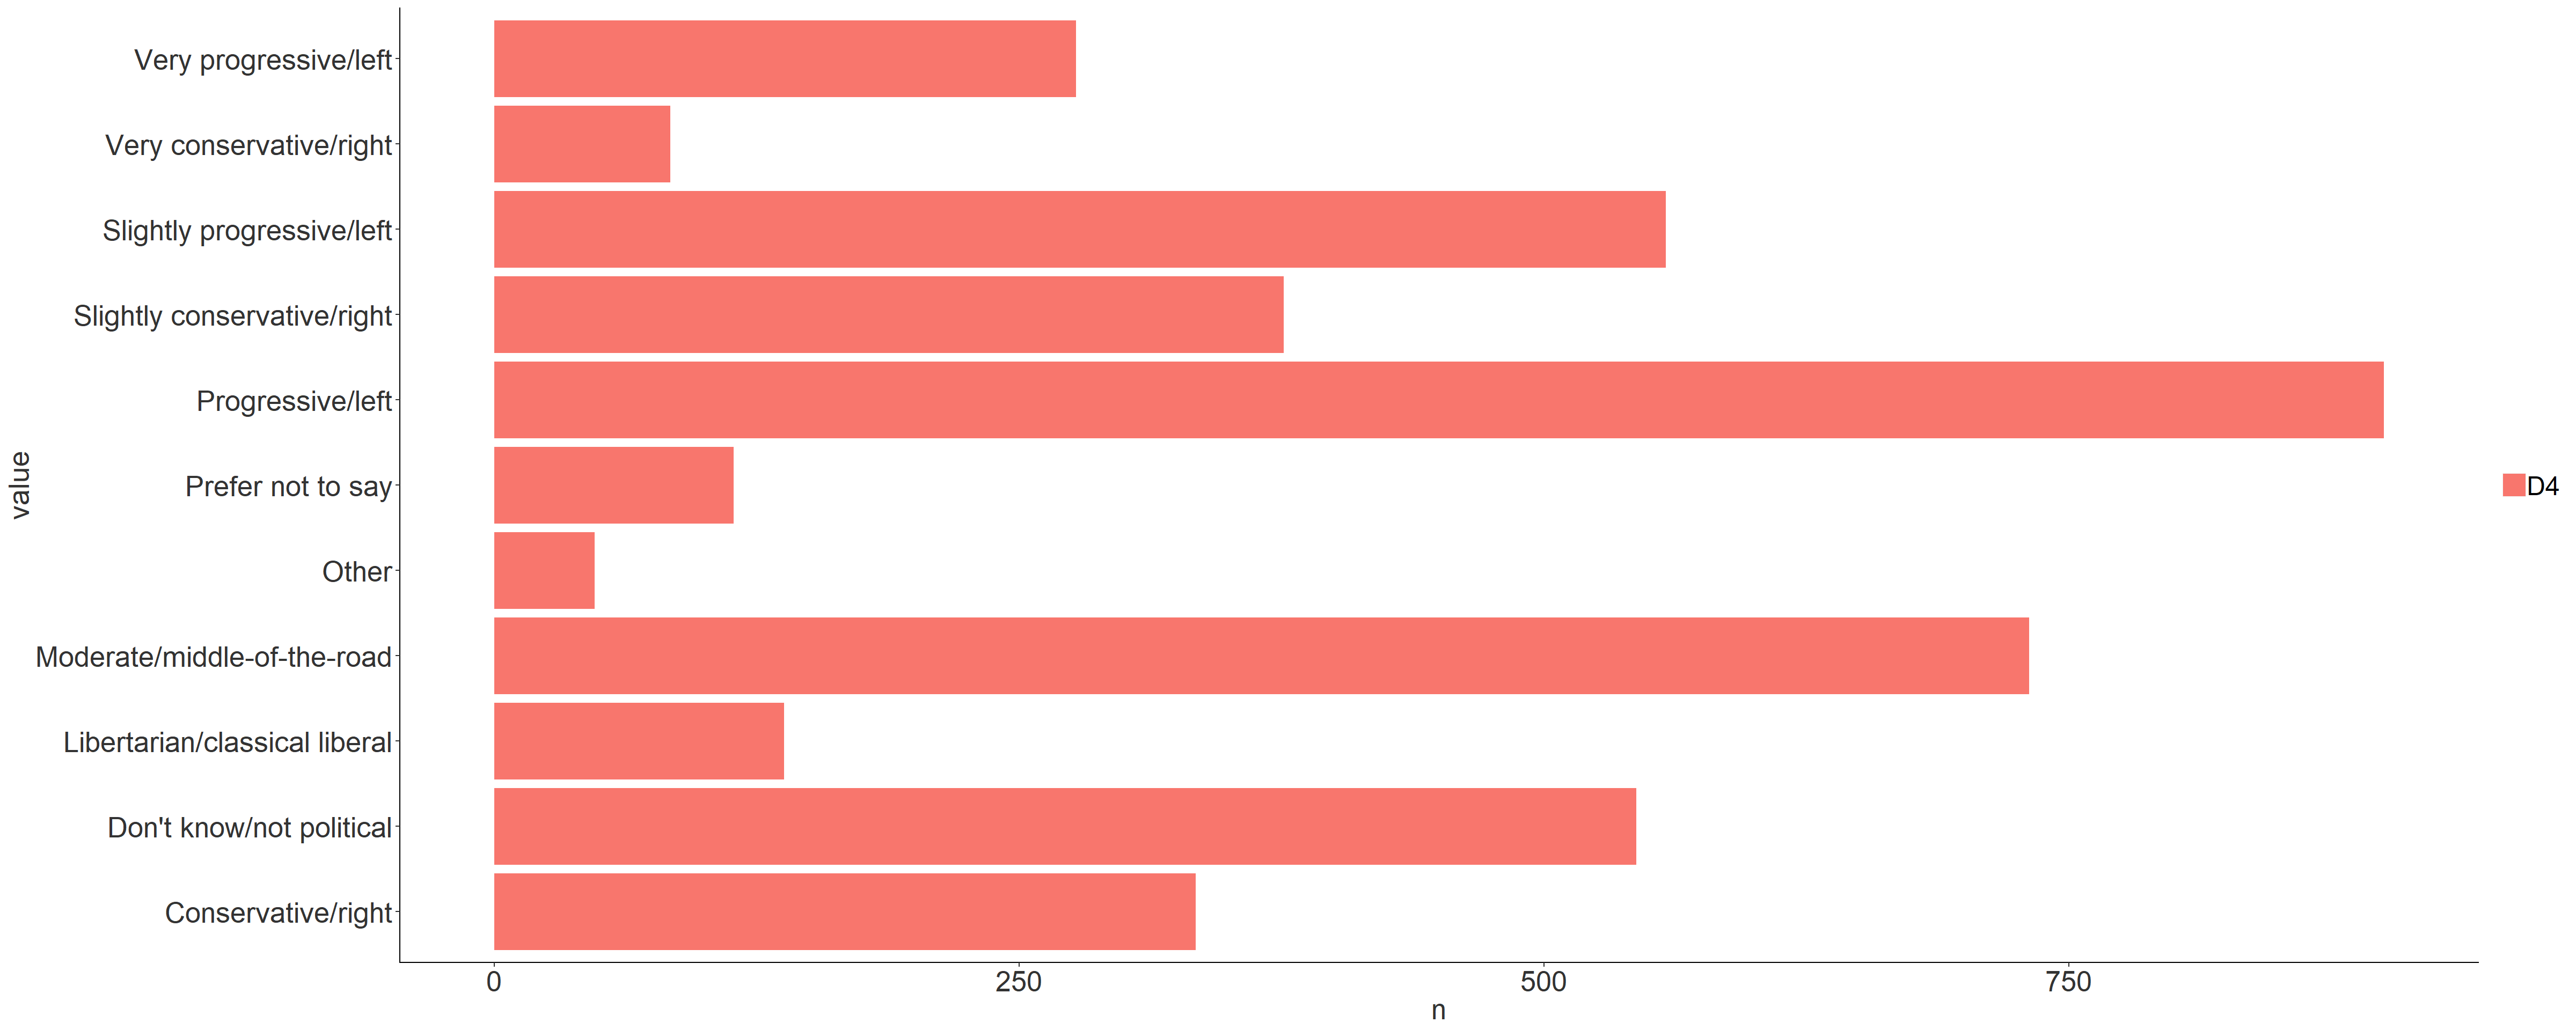 Very progressive/left
Very conservative/right
Slightly progressive/left
Slightly conservative/right
Progressive/left
Prefer not to say
Other
Moderate/middle-of-the-road
Libertarian/classical liberal
Don't know/not political
Conservative/right
value
0 250 500 750
n
D4